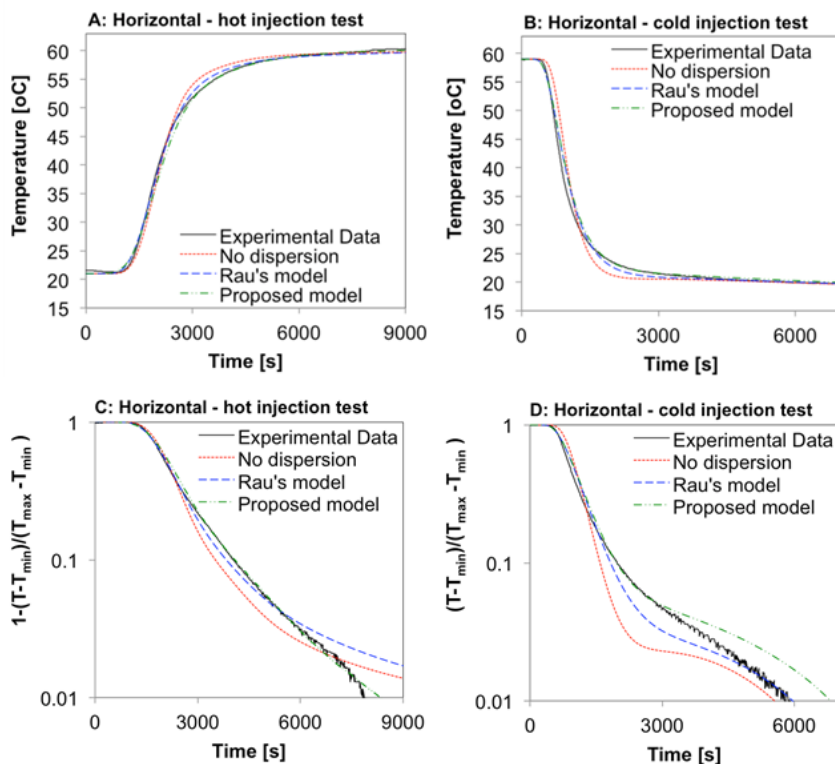 A: Horizontal - hot injection test
Temperature [oC]
60
55
50
45
40
35
30
25
20
15
Experimental Data
No dispersion
Rau's model
Proposed model
0 3000 6000 9000
Time [s]
B: Horizontal - cold injection test
Temperature [oC]
60
55
50
45
40
35
30
25
20
15
Experimental Data
No dispersion
Rau's model
Proposed model
0 3000 6000
Time [s]
C: Horizontal - hot injection test
1-(T-Tmin)/(Tmax -Tmin)
1
0.1
0.01
Experimental Data
No dispersion
Rau's model
Proposed model
0 3000 6000 9000
Time [s]
D: Horizontal - cold injection test
(T-Tmin)/(Tmax -Tmin )
1
0.1
0.01
Experimental Data
No dispersion
Rau's model
Proposed model
0 3000 6000
Time [s]